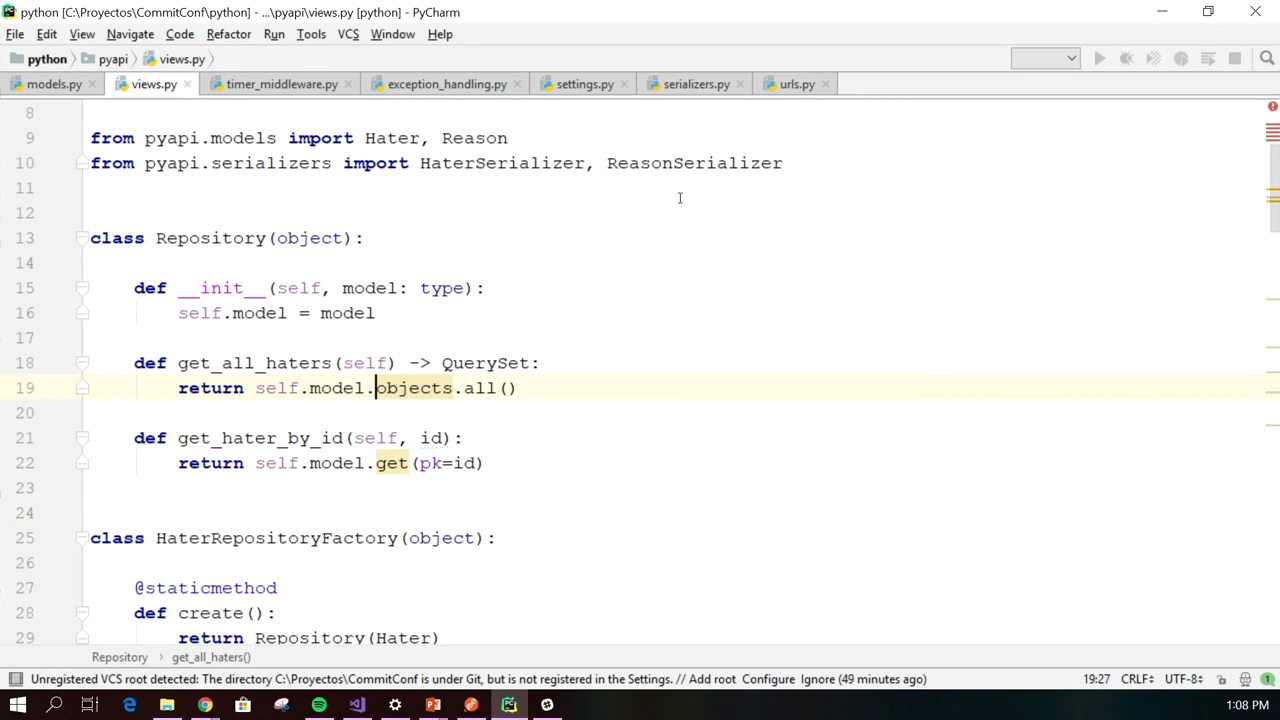 python [C:\Proyectos\CommitConf\python] - ...\pyapi\views.py [python] - PyCharm
File Edit View Navigate Code Refactor Run Tools VCS Window Help
python pyapi views.py
models.py views.py timer_middleware.py exception_handling.py settings.py serializers.py urls.py
8
9 from pyapi.models import Hater, Reason
10 from pyapi.serializers import HaterSerializer, ReasonSerializer
11
12
13 class Repository(object):
14
15 def __init__(self, model: type):
16 self.model = model
17
18 def get_all_haters(self) -> QuerySet:
19 return self.model.objects.all()
20
21 def get_hater_by_id(self, id):
22 return self.model.get(pk=id)
23
24
25 class HaterRepositoryFactory(object):
26
27 @staticmethod
28 def create():
29 return Repository(Hater)
Repository get_all_haters()
Unregistered VCS root detected: The directory C:\Proyectos\CommitConf is under Git, but is not registered in the Settings. // Add root Configure Ignore (49 minutes ago) 19:27 CRLF UTF-8 1
1:08 PM